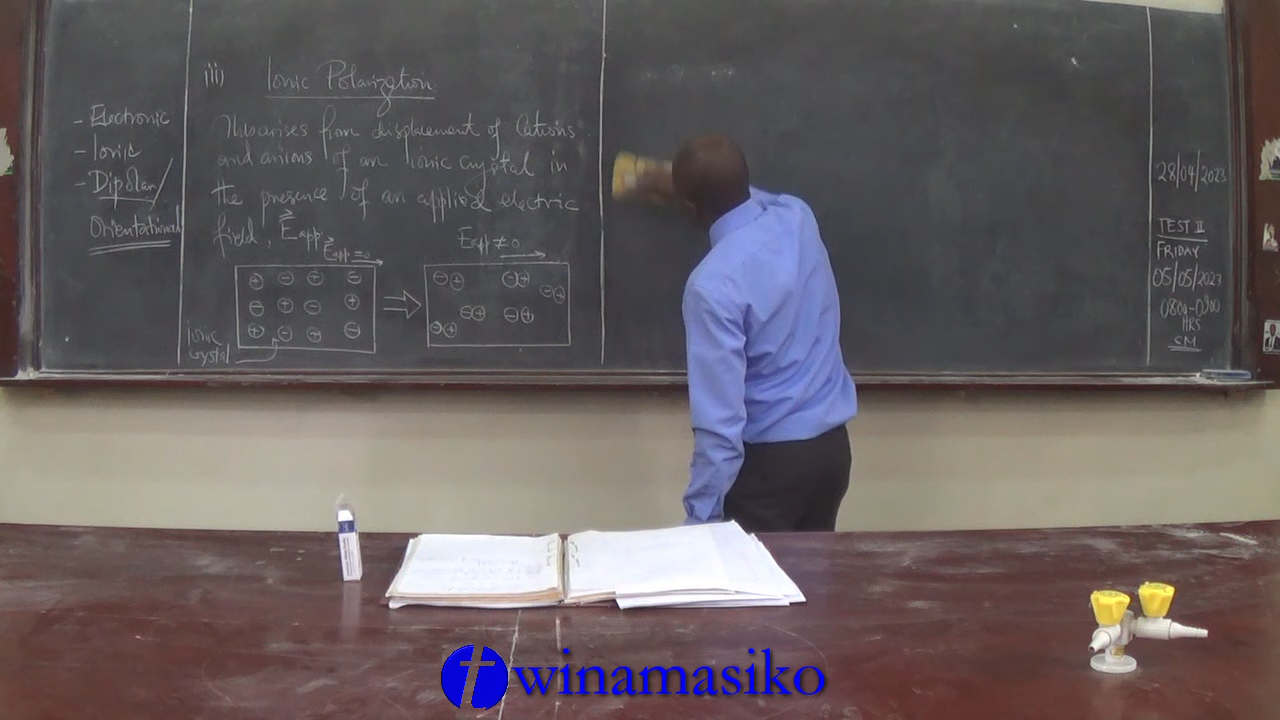 - Electronic
- Ionic
- Dipolar/
Orientational
iii) Ionic Polarization
This arises from displacement of Cations
and anions of an ionic crystal in
the presence of an applied electric
field, E app.
E app = 0
E app ≠ 0
Ionic
Crystal
28/04/2023
TEST II
FRIDAY
05/05/2023
0800-0900
HRS
CM
twinamasiko